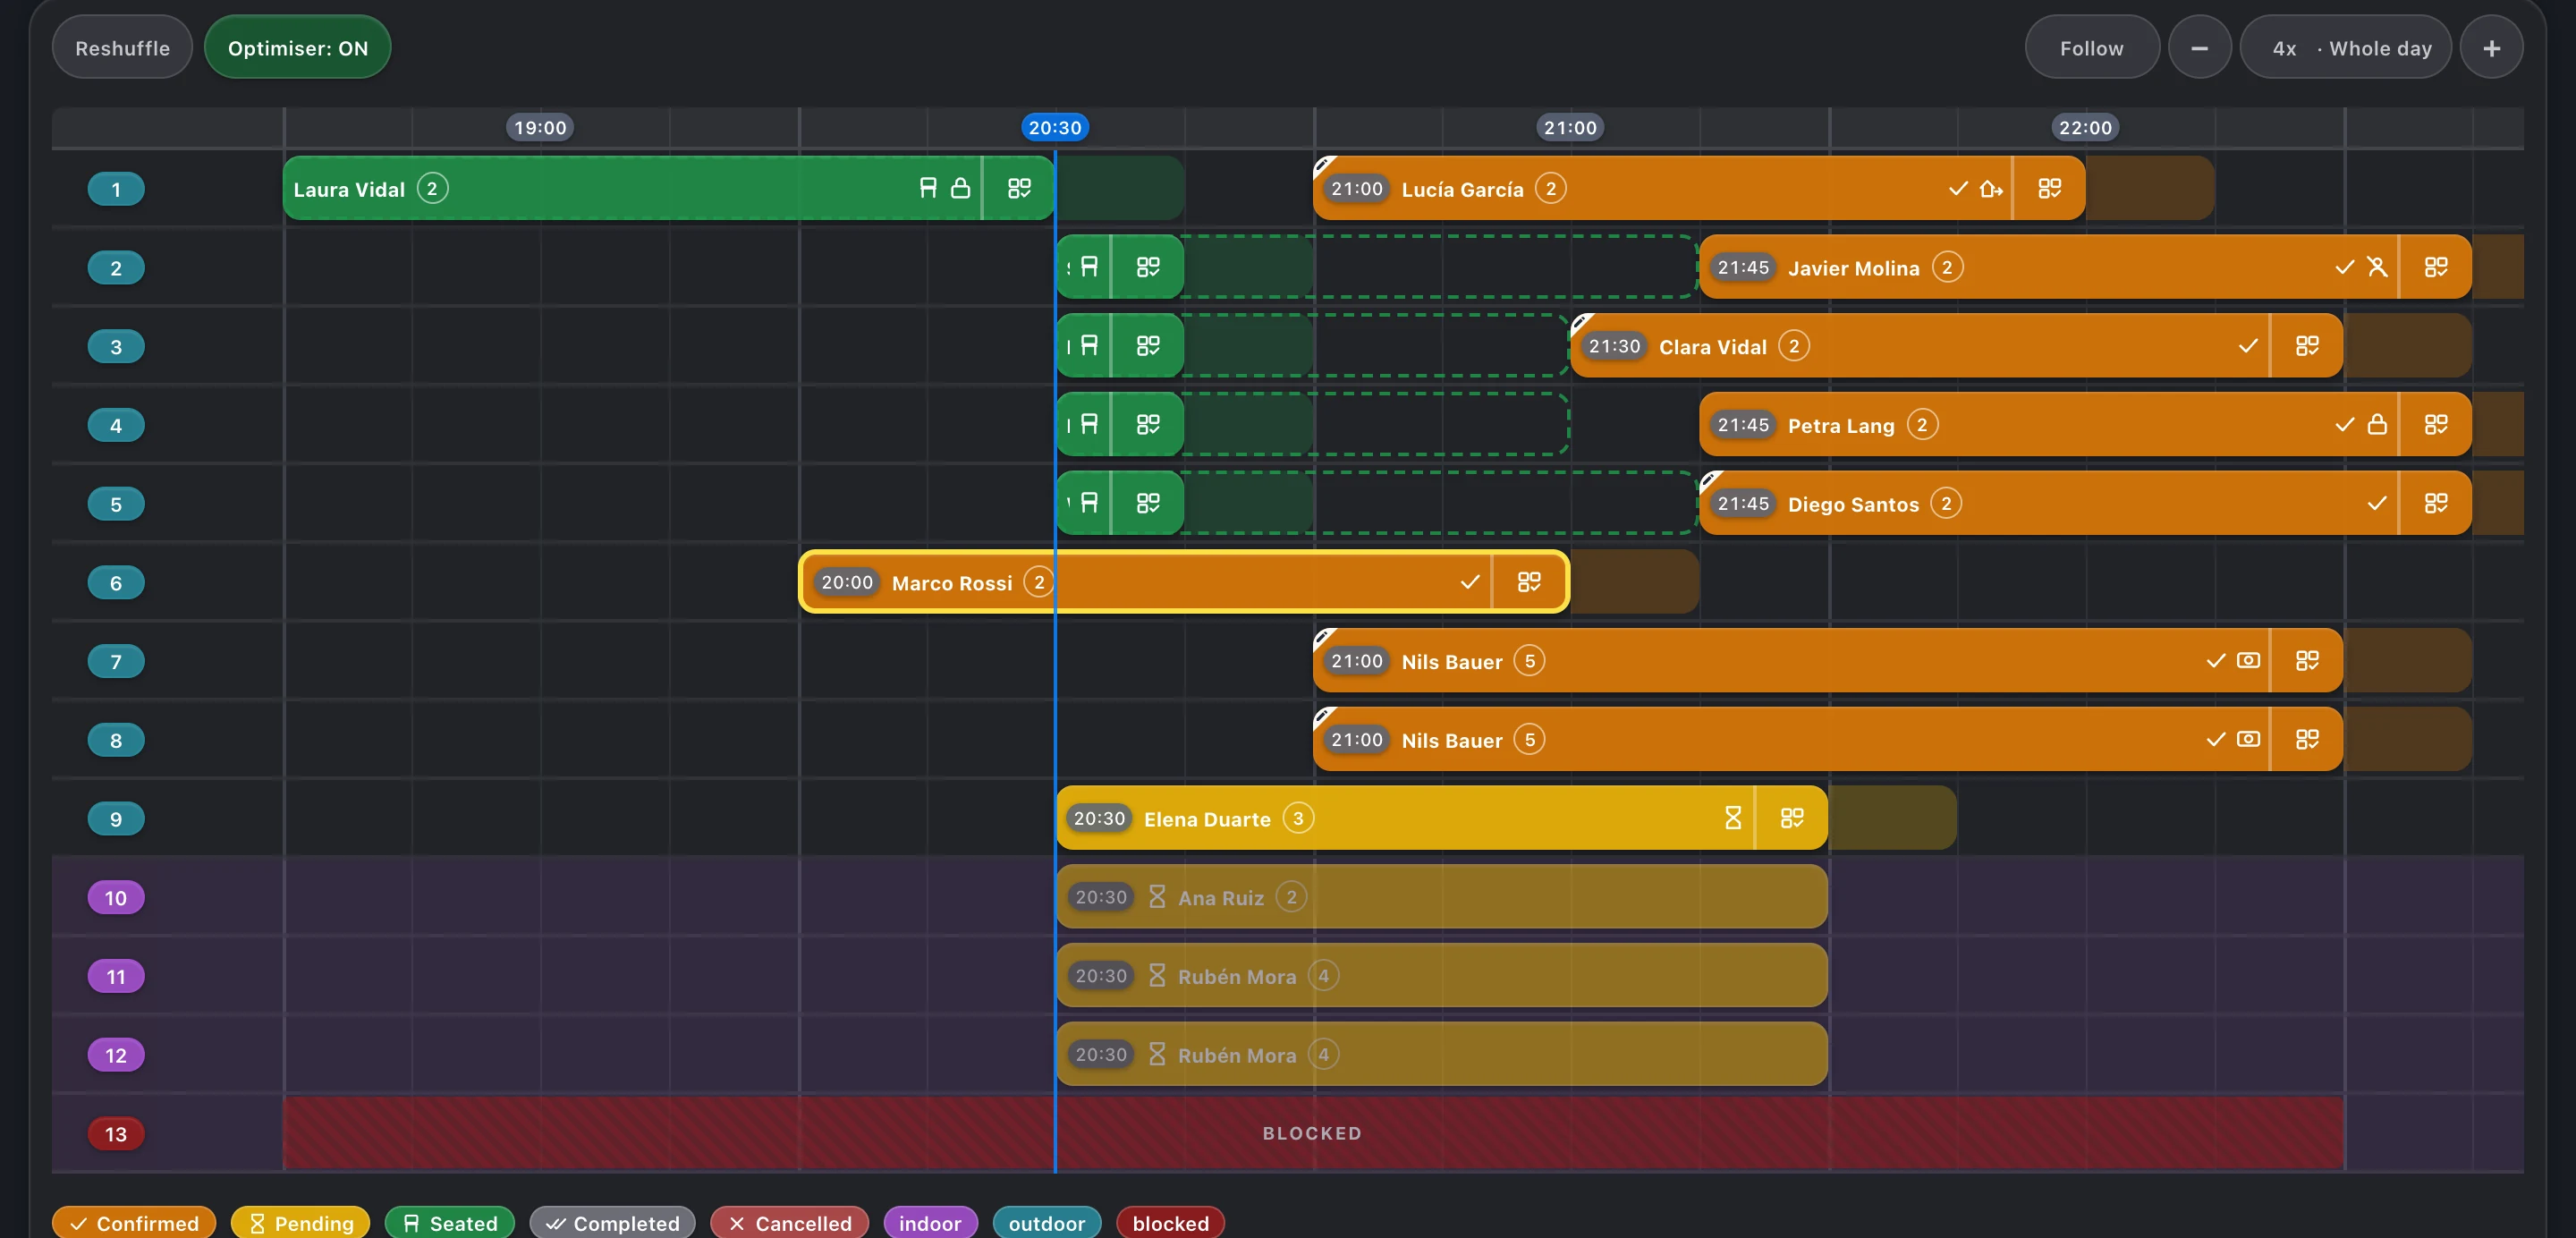 Reshuffle Optimiser: ON Follow − 4x · Whole day +
19:00 20:30 21:00 22:00
1 Laura Vidal 2 21:00 Lucía García 2
2 21:45 Javier Molina 2
3 21:30 Clara Vidal 2
4 21:45 Petra Lang 2
5 21:45 Diego Santos 2
6 20:00 Marco Rossi 2
7 21:00 Nils Bauer 5
8 21:00 Nils Bauer 5
9 20:30 Elena Duarte 3
10 20:30 Ana Ruiz 2
11 20:30 Rubén Mora 4
12 20:30 Rubén Mora 4
13 BLOCKED
Confirmed Pending Seated Completed Cancelled indoor outdoor blocked